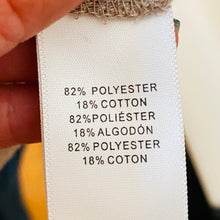 82% POLYESTER
18% COTTON
82%POLIÉSTER
18% ALGODÓN
82% POLYESTER
18% COTON